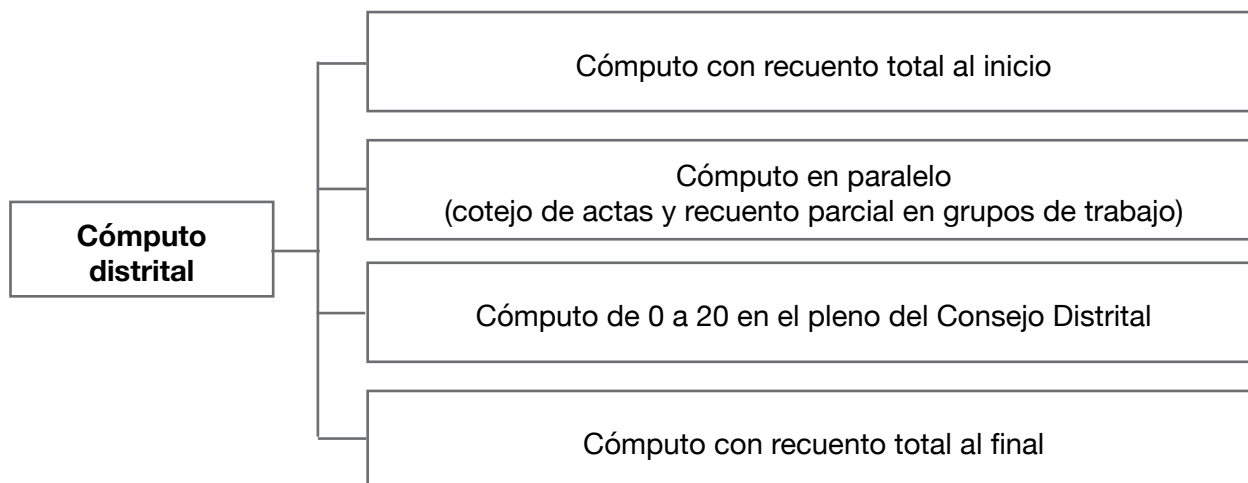 Cómputo con recuento total al inicio
Cómputo en paralelo
(cotejo de actas y recuento parcial en grupos de trabajo)
Cómputo
distrital
Cómputo de 0 a 20 en el pleno del Consejo Distrital
Cómputo con recuento total al final